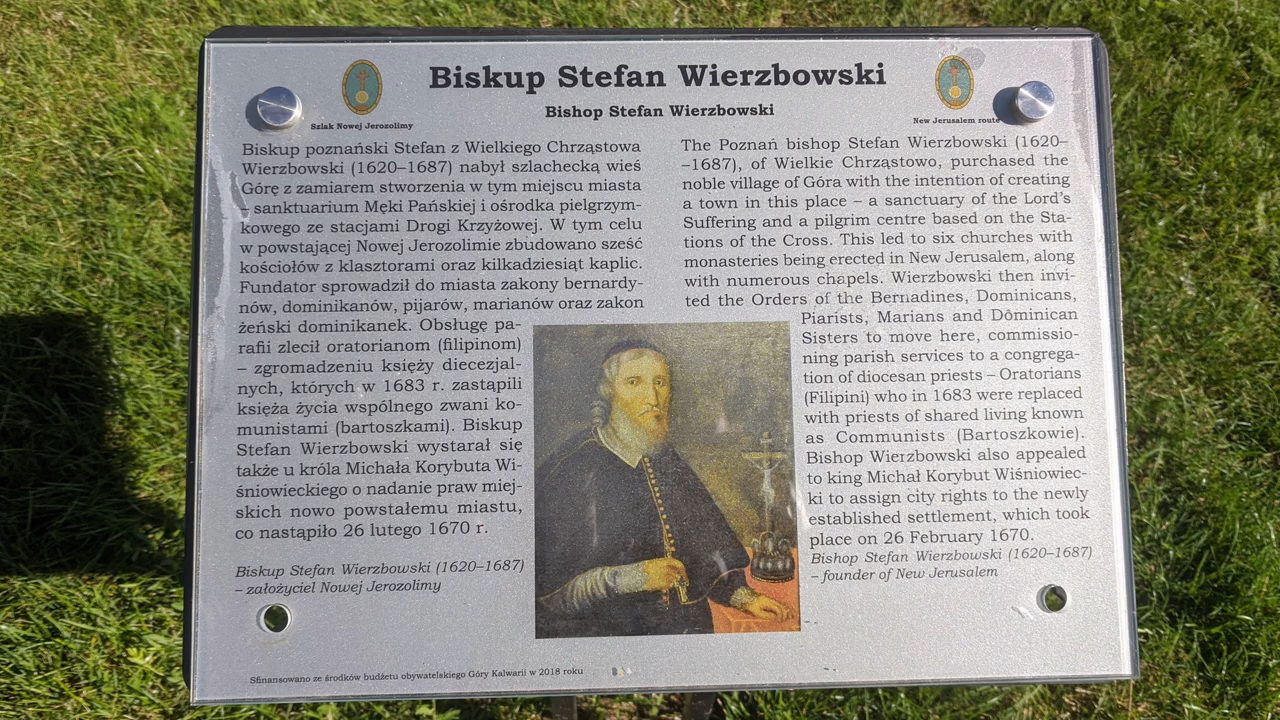 Biskup Stefan Wierzbowski
Bishop Stefan Wierzbowski
Szlak Nowej Jerozolimy
New Jerusalem route
Biskup poznański Stefan z Wielkiego Chrząstowa
Wierzbowski (1620–1687) nabył szlachecką wieś
Górę z zamiarem stworzenia w tym miejscu miasta
– sanktuarium Męki Pańskiej i ośrodka pielgrzym-
kowego ze stacjami Drogi Krzyżowej. W tym celu
w powstającej Nowej Jerozolimie zbudowano sześć
kościołów z klasztorami oraz kilkadziesiąt kaplic.
Fundator sprowadził do miasta zakony bernardy-
nów, dominikanów, pijarów, marianów oraz zakon
żeński dominikanek. Obsługę pa-
rafii zlecił oratorianom (filipinom)
– zgromadzeniu księży diecezjal-
nych, których w 1683 r. zastąpili
księża życia wspólnego zwani ko-
munistami (bartoszkami). Biskup
Stefan Wierzbowski wystarał się
także u króla Michała Korybuta Wi-
śniowieckiego o nadanie praw miej-
skich nowo powstałemu miastu,
co nastąpiło 26 lutego 1670 r.
Biskup Stefan Wierzbowski (1620–1687)
– założyciel Nowej Jerozolimy
The Poznań bishop Stefan Wierzbowski (1620–
–1687), of Wielkie Chrząstowo, purchased the
noble village of Góra with the intention of creating
a town in this place – a sanctuary of the Lord's
Suffering and a pilgrim centre based on the Sta-
tions of the Cross. This led to six churches with
monasteries being erected in New Jerusalem, along
with numerous chapels. Wierzbowski then invi-
ted the Orders of the Bernadines, Dominicans,
Piarists, Marians and Dominican
Sisters to move here, commissio-
ning parish services to a congrega-
tion of diocesan priests – Oratorians
(Filipini) who in 1683 were replaced
with priests of shared living known
as Communists (Bartoszkowie).
Bishop Wierzbowski also appealed
to king Michał Korybut Wiśniowiec-
ki to assign city rights to the newly
established settlement, which took
place on 26 February 1670.
Bishop Stefan Wierzbowski (1620–1687)
– founder of New Jerusalem
Sfinansowano ze środków budżetu obywatelskiego Góry Kalwarii w 2018 roku